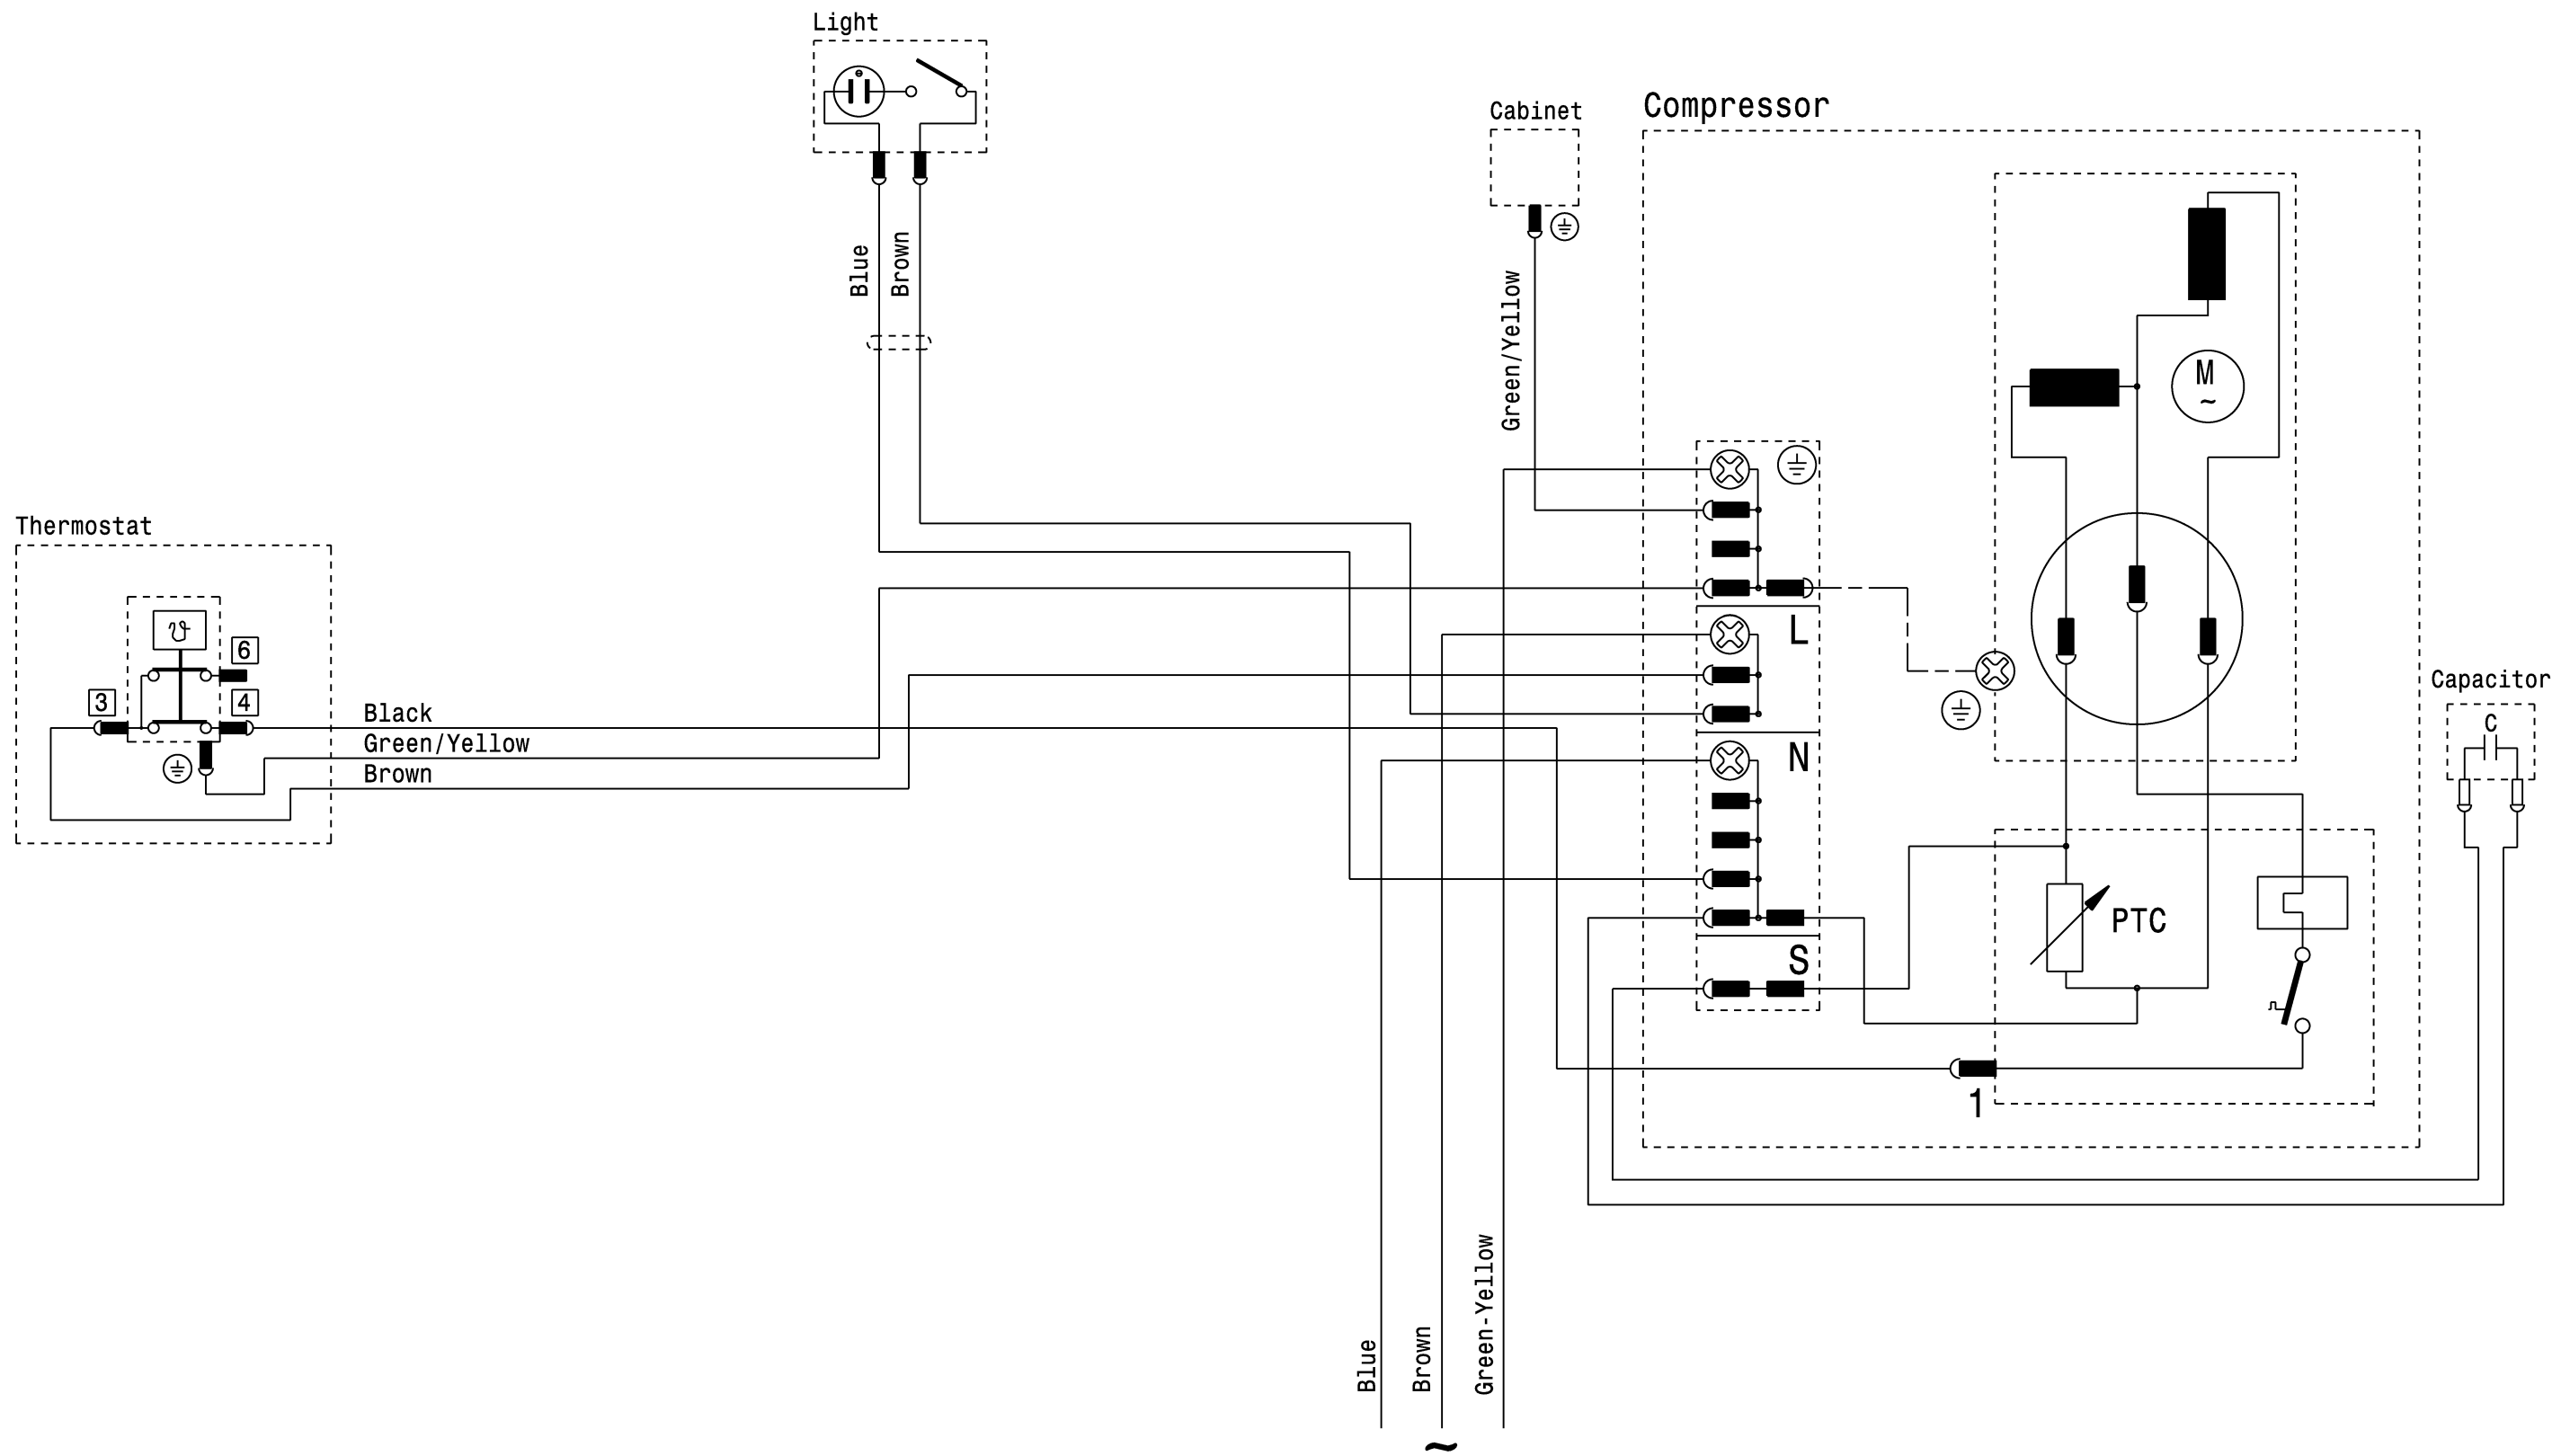 Light
Cabinet
Compressor
Blue
Brown
Green/Yellow
M
~
Thermostat
ϑ
6
3
4
Black
Green/Yellow
Brown
L
N
S
Capacitor
C
PTC
1
Blue
Brown
Green-Yellow
~